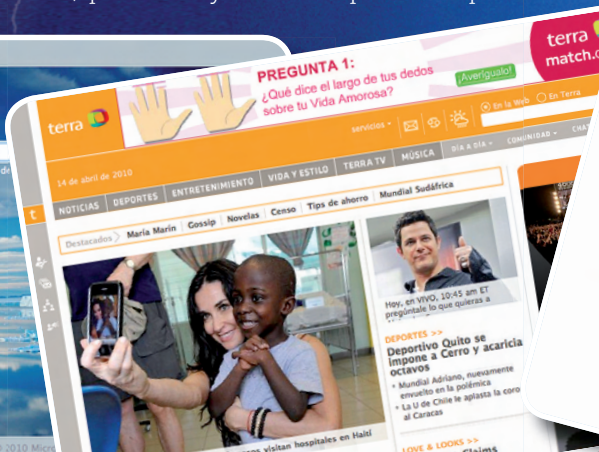 PREGUNTA 1:
¿Qué dice el largo de tus dedos
sobre tu Vida Amorosa?
¡Averígualo!
terra
match.c
terra
servicios
En la Web
En Terra
14 de abril de 2010
NOTICIAS
DEPORTES
ENTRETENIMIENTO
VIDA Y ESTILO
TERRA TV
MÚSICA
DÍA A DÍA
COMUNIDAD
CHAT
t
Destacados
María Marín
Gossip
Novelas
Censo
Tips de ahorro
Mundial Sudáfrica
Hoy, en VIVO, 10:45 am ET
pregúntale lo que quieras a
DEPORTES >>
Deportivo Quito se
impone a Cerro y acaricia
octavos
Mundial Adriano, nuevamente
envuelto en la polémica
La U de Chile le aplasta la coro
al Caracas
LOVE & LOOKS >>
Claims
os visitan hospitales en Haití
2010 Micro